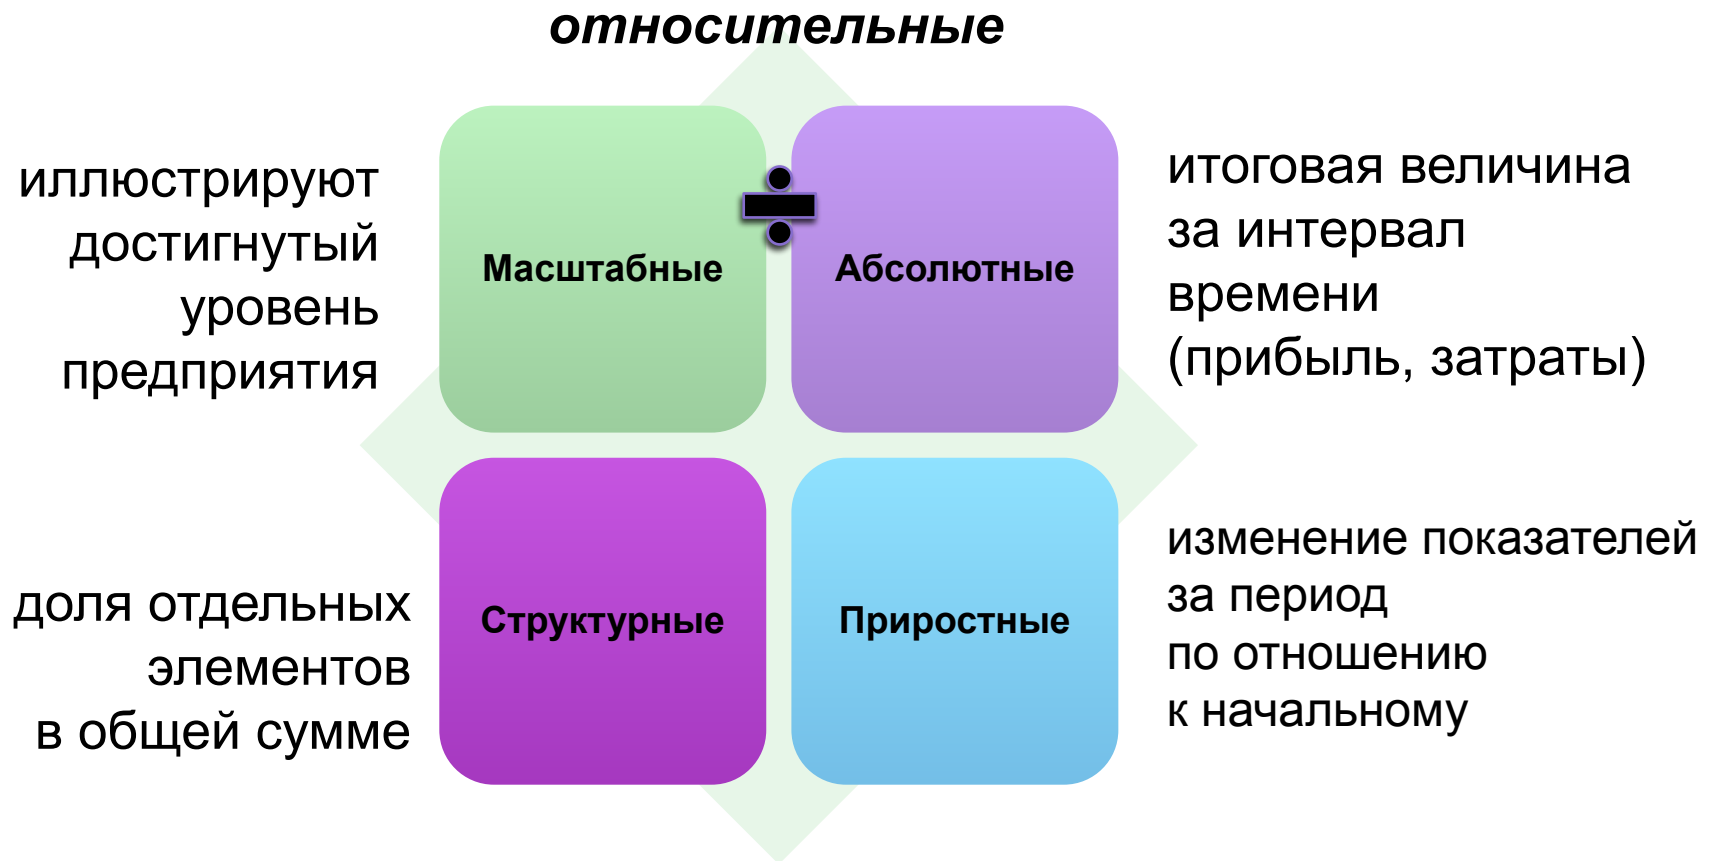 относительные
иллюстрируют
достигнутый
уровень
предприятия
Масштабные
Абсолютные
итоговая величина
за интервал
времени
(прибыль, затраты)
доля отдельных
элементов
в общей сумме
Структурные
Приростные
изменение показателей
за период
по отношению
к начальному